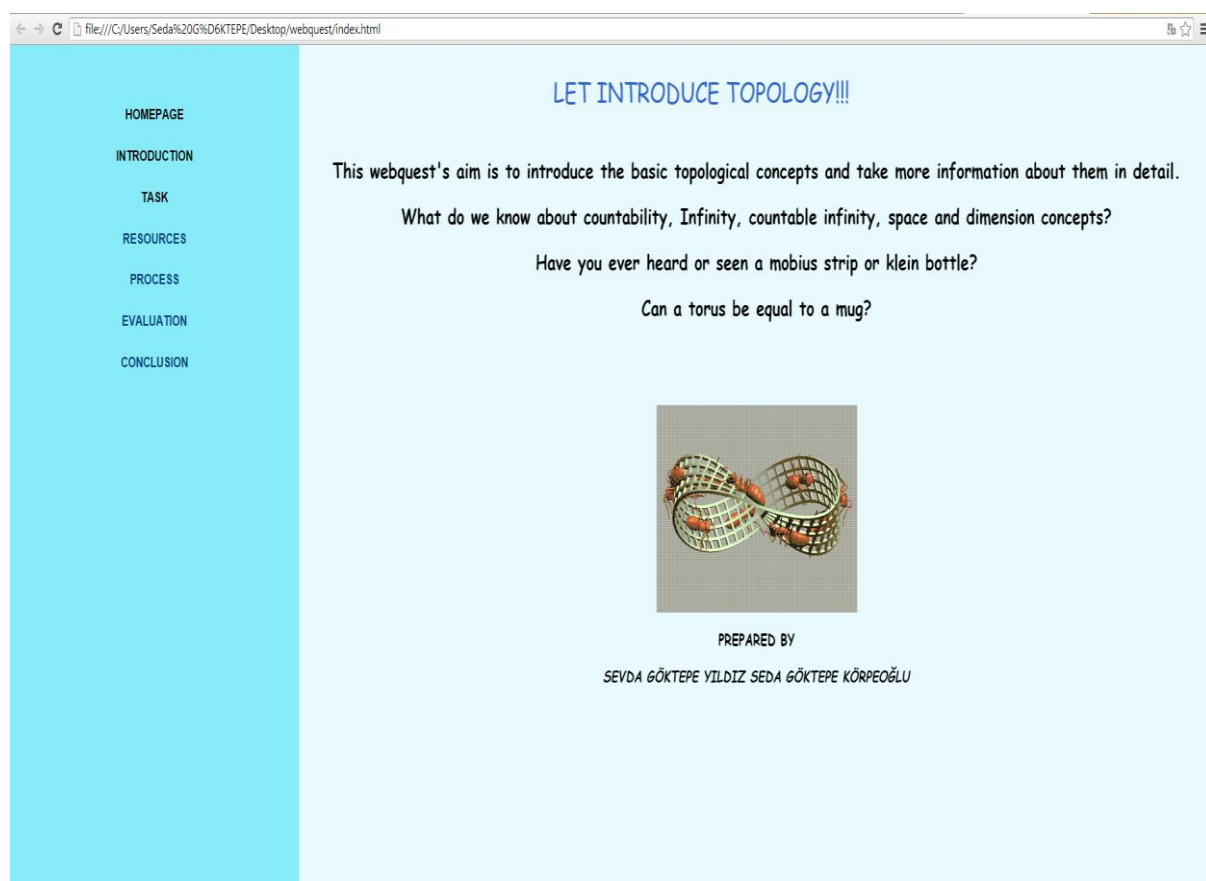 file:///C:/Users/Seda%20G%D6KTEPE/Desktop/webquest/index.html
HOMEPAGE
INTRODUCTION
TASK
RESOURCES
PROCESS
EVALUATION
CONCLUSION
LET INTRODUCE TOPOLOGY!!!
This webquest's aim is to introduce the basic topological concepts and take more information about them in detail.
What do we know about countability, Infinity, countable infinity, space and dimension concepts?
Have you ever heard or seen a mobius strip or klein bottle?
Can a torus be equal to a mug?
PREPARED BY
SEVDA GÖKTEPE YILDIZ SEDA GÖKTEPE KÖRPEOĞLU